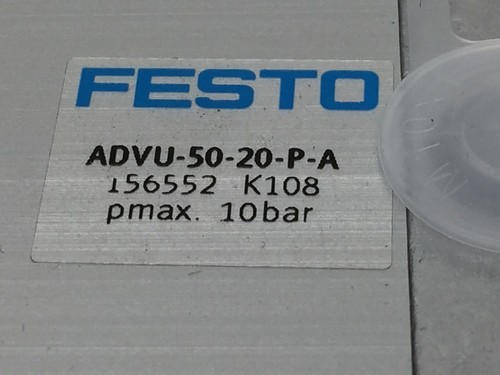 FESTO
ADVU-50-20-P-A
156552 K108
pmax. 10bar